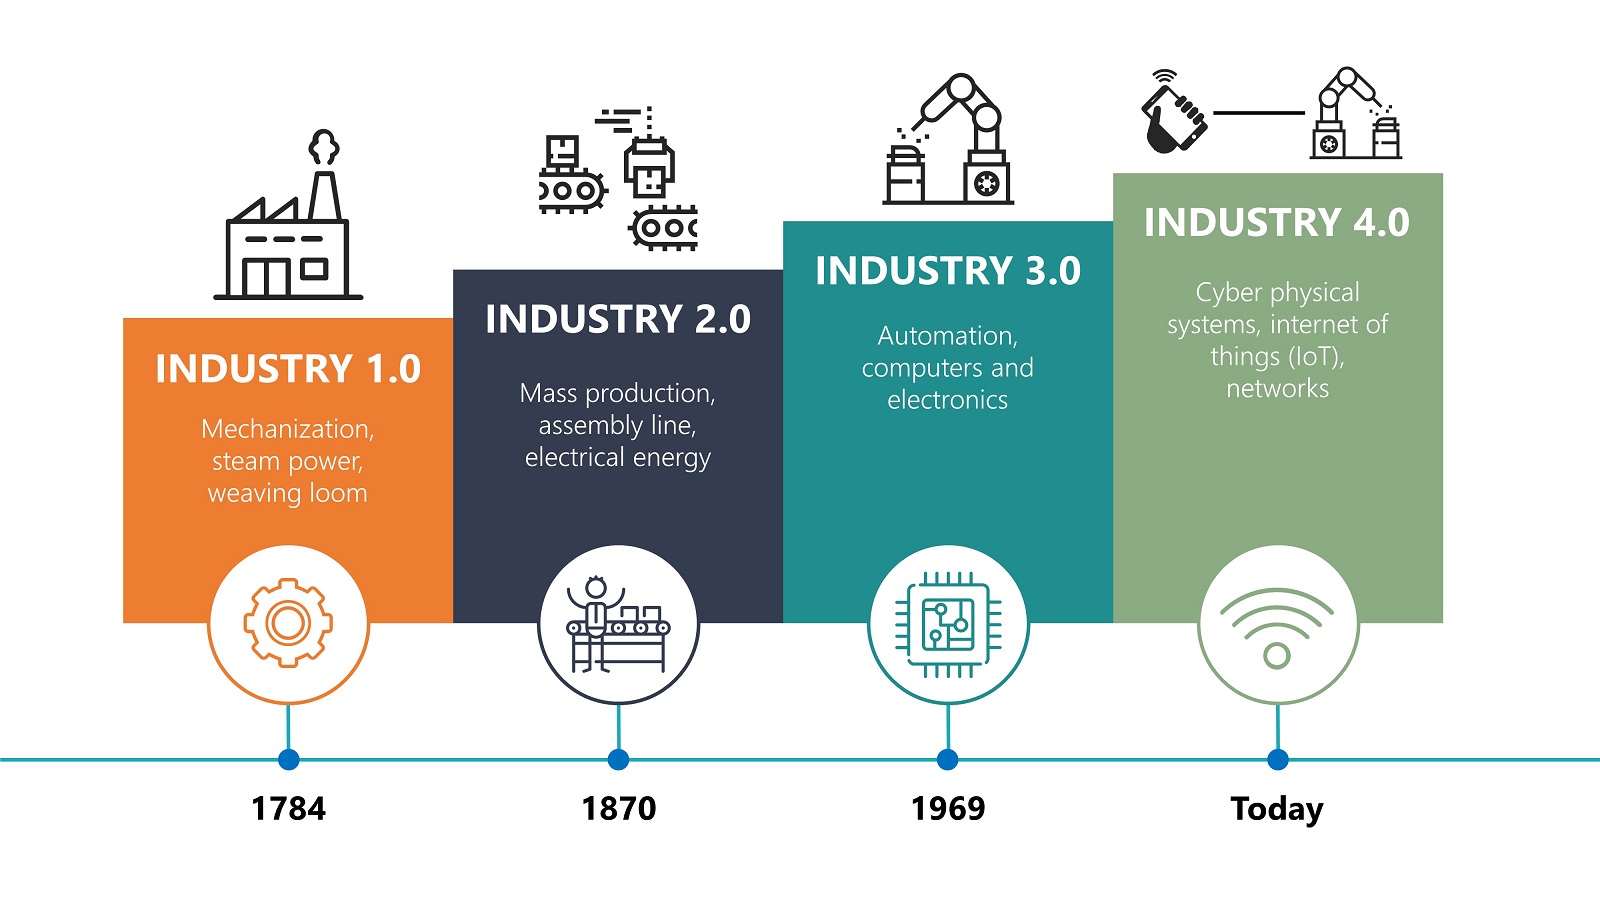 INDUSTRY 1.0
Mechanization,
steam power,
weaving loom
1784
INDUSTRY 2.0
Mass production,
assembly line,
electrical energy
1870
INDUSTRY 3.0
Automation,
computers and
electronics
1969
INDUSTRY 4.0
Cyber physical
systems, internet of
things (IoT),
networks
Today